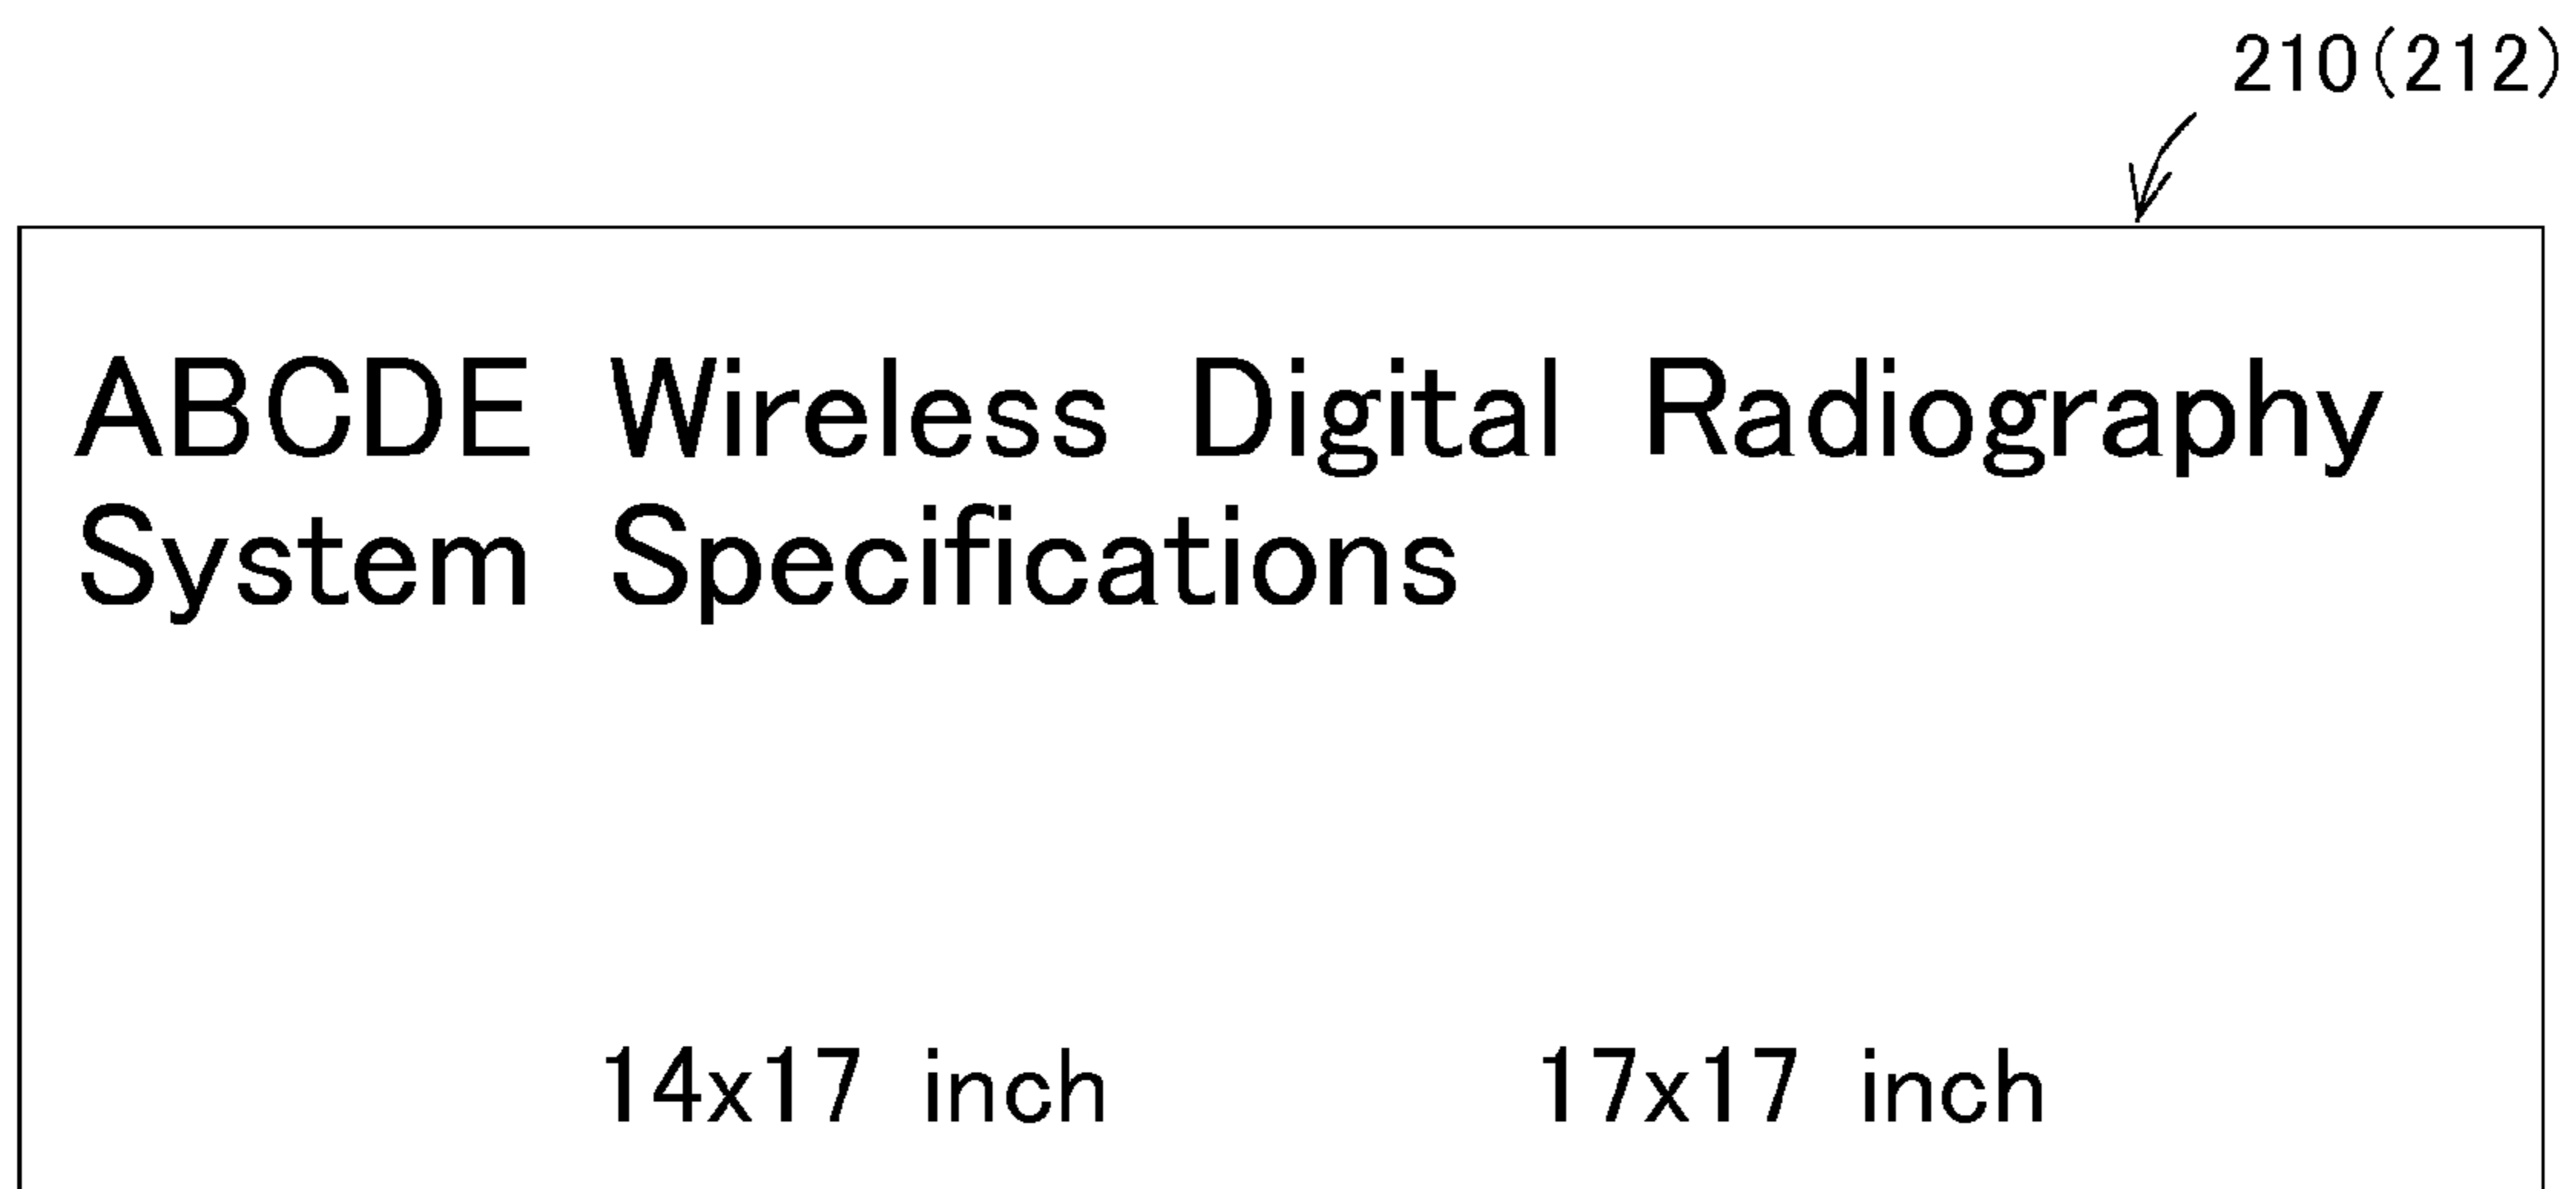 210(212)
ABCDE Wireless Digital Radiography
System Specifications
14x17 inch 17x17 inch